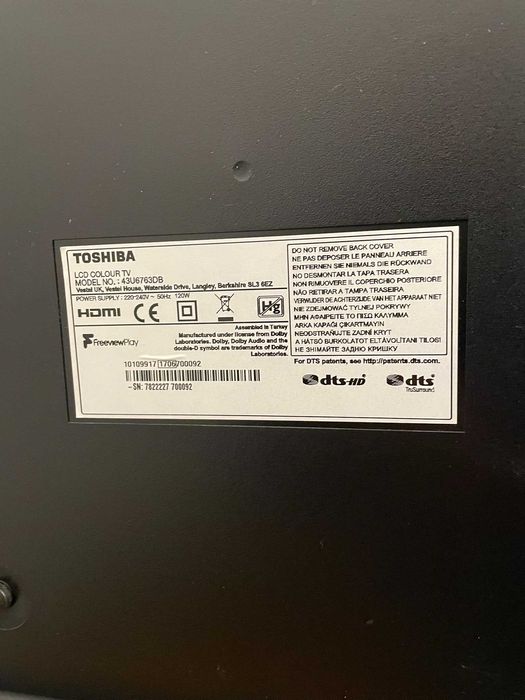 TOSHIBA
LCD COLOUR TV
MODEL NO. : 43U6763DB
Vestel UK, Vestel House, Waterside Drive, Langley, Berkshire SL3 6EZ
POWER SUPPLY : 220-240V ~ 50Hz 120W
HDMI CE Hg
Assembled in Turkey
FreeviewPlay
Manufactured under license from Dolby
Laboratories. Dolby, Dolby Audio and the
double-D symbol are trademarks of Dolby
Laboratories.
10109917 1706 700092
-SN: 7822227 700092
DO NOT REMOVE BACK COVER
NE PAS DEPOSER LE PANNEAU ARRIERE
ENTFERNEN SIE NIEMALS DIE RÜCKWAND
NO DESMONTAR LA TAPA TRASERA
NON RIMUOVERE IL COPERCHIO POSTERIORE
NÃO RETIRAR A TAMPA TRASEIRA
VERWIJDER DE ACHTERZIJDE VAN HET APPARAAT NIET
NIE ZDEJMOWAĆ TYLNEJ POKRYWY
ΜΗΝ ΑΦΑΙΡΕΙΤΕ ΤΟ ΠΙΣΩ ΚΑΛΥΜΜΑ
ARKA KAPAĞI ÇIKARTMAYIN
NEODSTRAŇUJTE ZADNÍ KRYT
A HÁTSÓ BURKOLATOT ELTÁVOLÍTANI TILOS!
НЕ ЗНІМАЙТЕ ЗАДНЮ КРИШКУ
For DTS patents, see http://patents.dts.com.
dts-HD dts
TruSurround